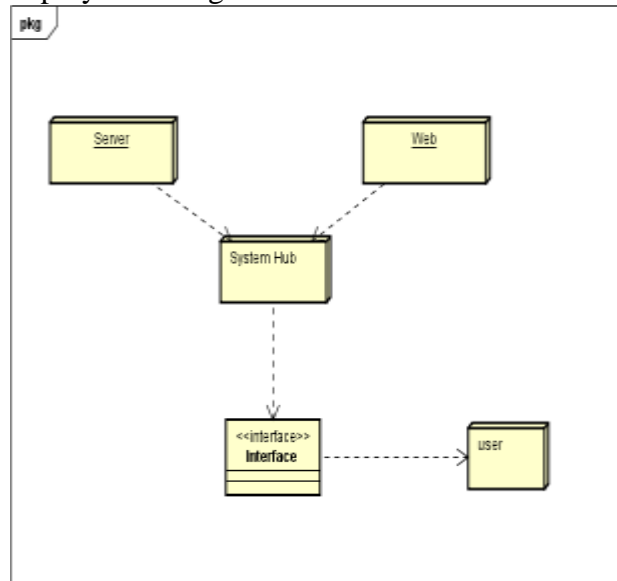 pkg
Server
Web
System Hub
<<interface>>
Interface
user